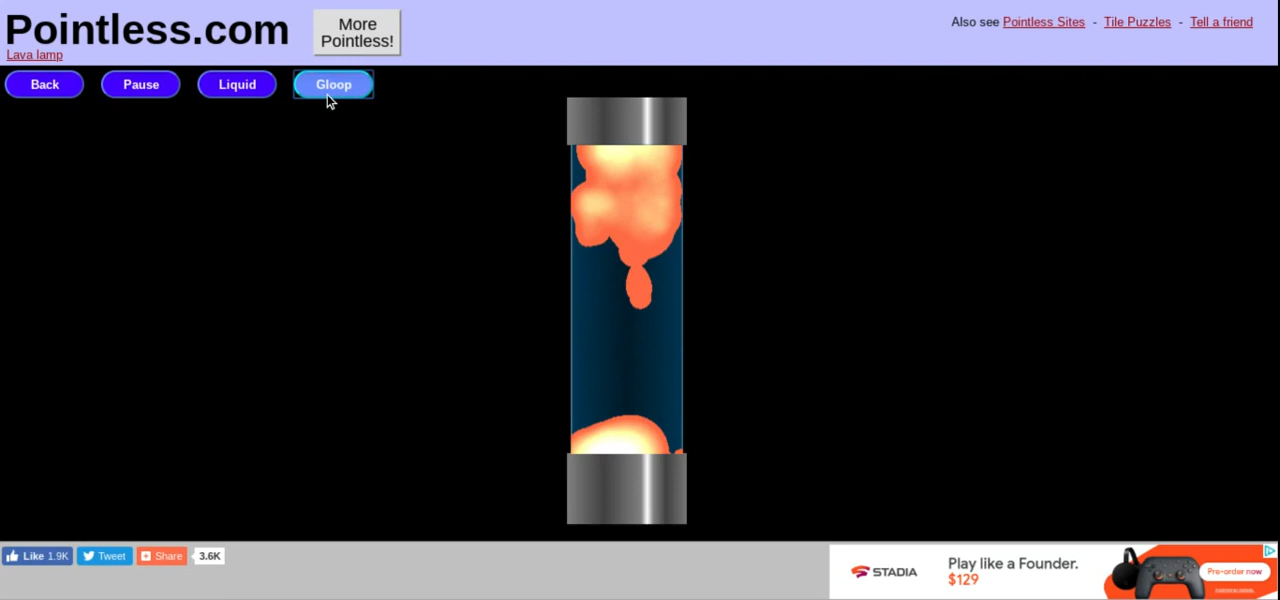 Pointless.com
More
Pointless!
Also see Pointless Sites - Tile Puzzles - Tell a friend
Lava lamp
Back Pause Liquid Gloop
Like 1.9K Tweet Share 3.6K
STADIA
Play like a Founder.
$129
Pre-order now